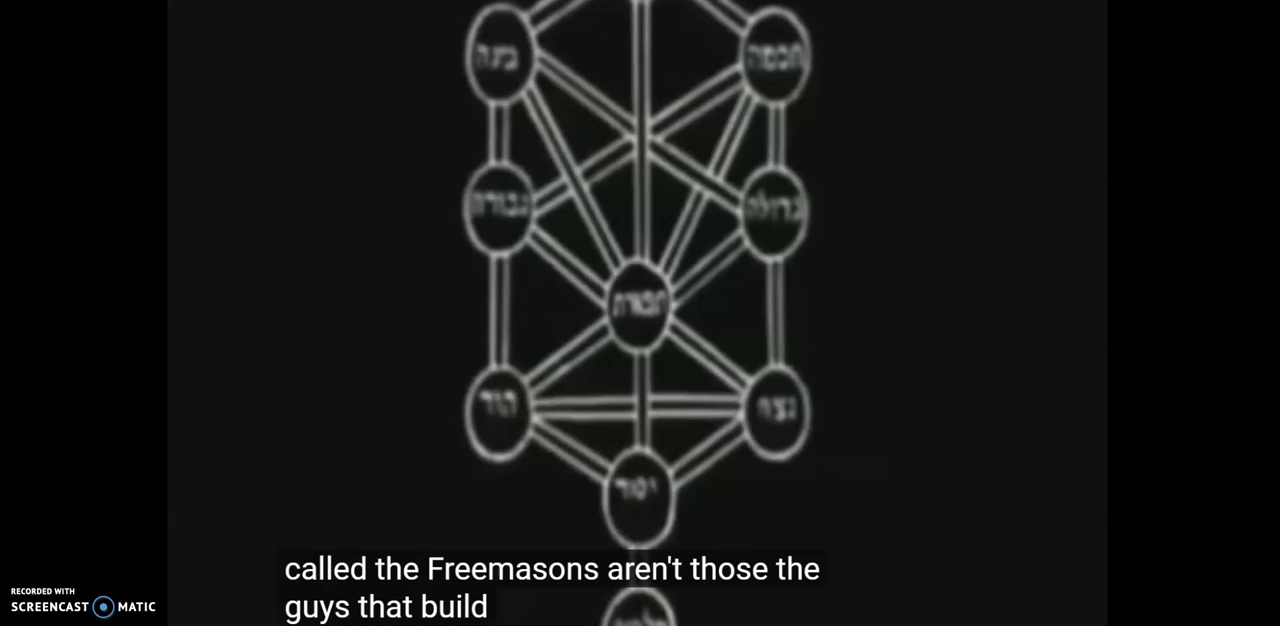 חכמה
בינה
גדולה
גבורה
תפארת
נצח
הוד
יסוד
called the Freemasons aren't those the
guys that build
RECORDED WITH
SCREENCAST MATIC